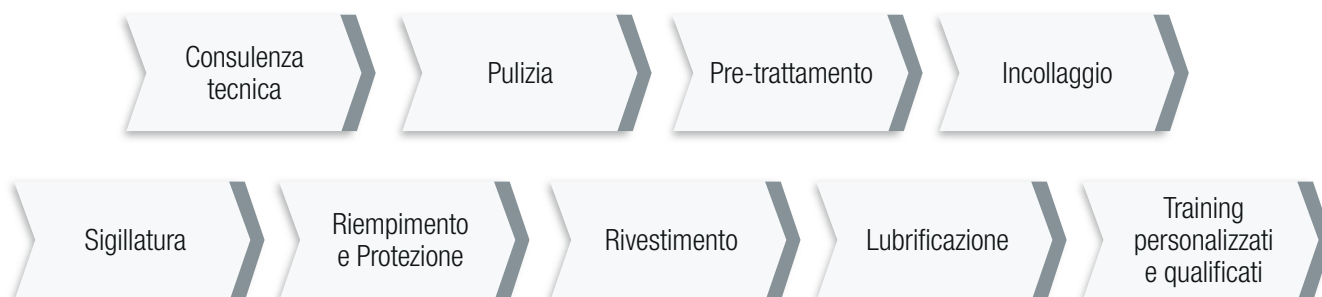 Consulenza
tecnica
Pulizia
Pre-trattamento
Incollaggio
Sigillatura
Riempimento
e Protezione
Rivestimento
Lubrificazione
Training
personalizzati
e qualificati